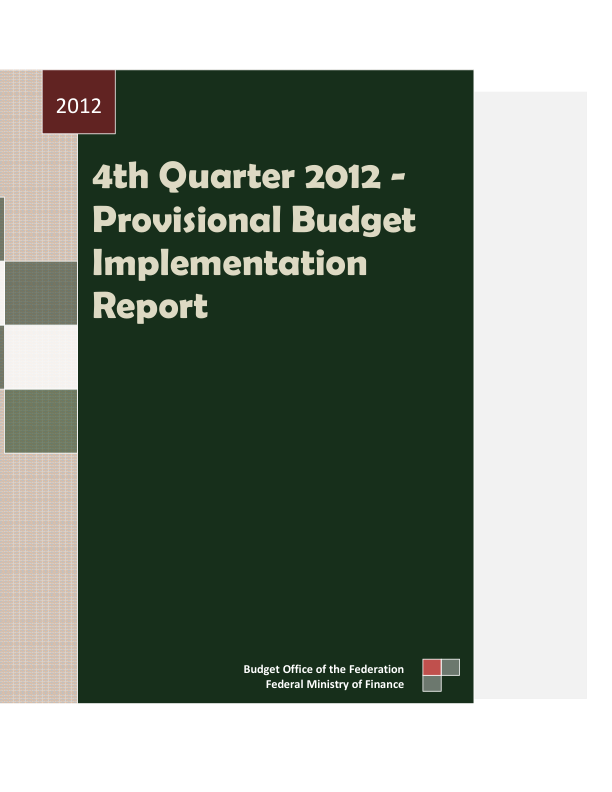 2012
4th Quarter 2012 -
Provisional Budget
Implementation
Report
Budget Office of the Federation
Federal Ministry of Finance